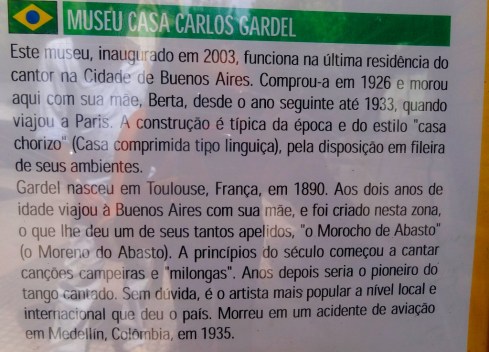 MUSEU CASA CARLOS GARDEL
Este museu, inaugurado em 2003, funciona na última residência do
cantor na Cidade de Buenos Aires. Comprou-a em 1926 e morou
aqui com sua mãe, Berta, desde o ano seguinte até 1933, quando
viajou a Paris. A construção é típica da época e do estilo "casa
chorizo" (Casa comprimida tipo linguiça), pela disposição em fileira
de seus ambientes.
Gardel nasceu em Toulouse, França, em 1890. Aos dois anos de
idade viajou à Buenos Aires com sua mãe, e foi criado nesta zona,
o que lhe deu um de seus tantos apelidos, "o Morocho de Abasto"
(o Moreno do Abasto). A princípios do século começou a cantar
canções campeiras e "milongas". Anos depois seria o pioneiro do
tango cantado. Sem dúvida, é o artista mais popular a nível local e
internacional que deu o país. Morreu em um acidente de aviação
em Medellín, Colômbia, em 1935.